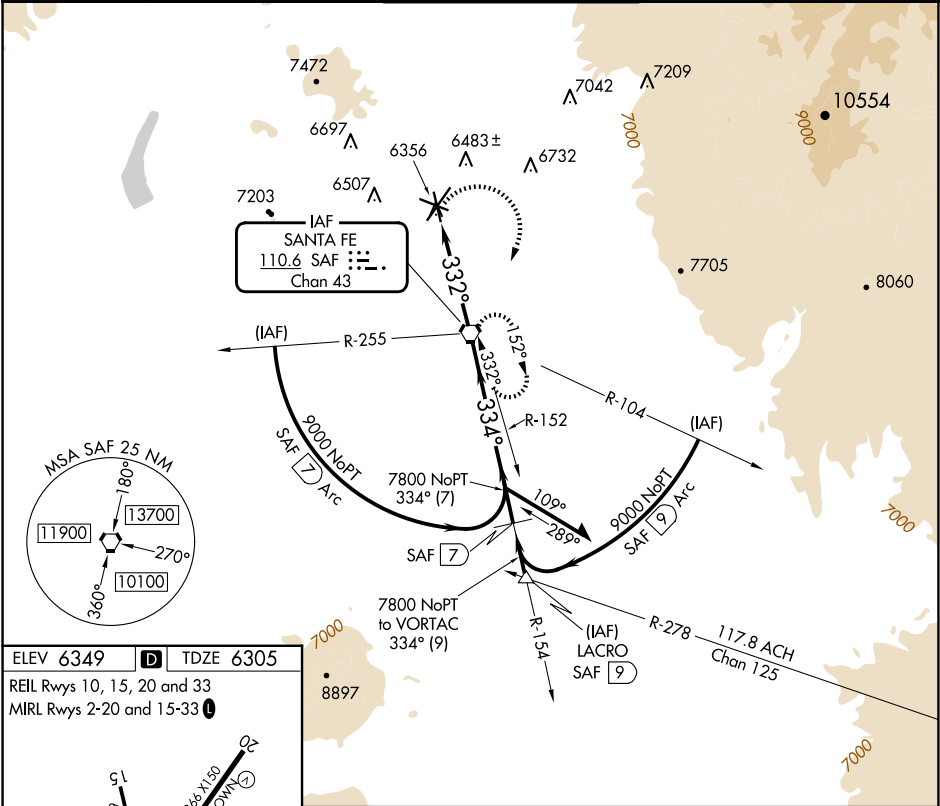 7472
7042
7209
10554
9000
7000
6697
6483±
6356
6732
6507
7203
IAF
SANTA FE
110.6 SAF
Chan 43
332°
7705
8060
(IAF)
R-255
152°
332°
R-104
334°
R-152
(IAF)
9000 NoPT
SAF 7 Arc
7800 NoPT
334° (7)
109°
289°
9000 NoPT
SAF 9 Arc
7000
MSA SAF 25 NM
180°
13700
11900
270°
10100
360°
SAF 7
7800 NoPT
to VORTAC
334° (9)
(IAF)
LACRO
SAF 9
R-154
R-278
117.8 ACH
Chan 125
7000
8897
7000
ELEV 6349 D TDZE 6305
REIL Rwys 10, 15, 20 and 33
MIRL Rwys 2-20 and 15-33 L
20
15
66 X150
OWN
V